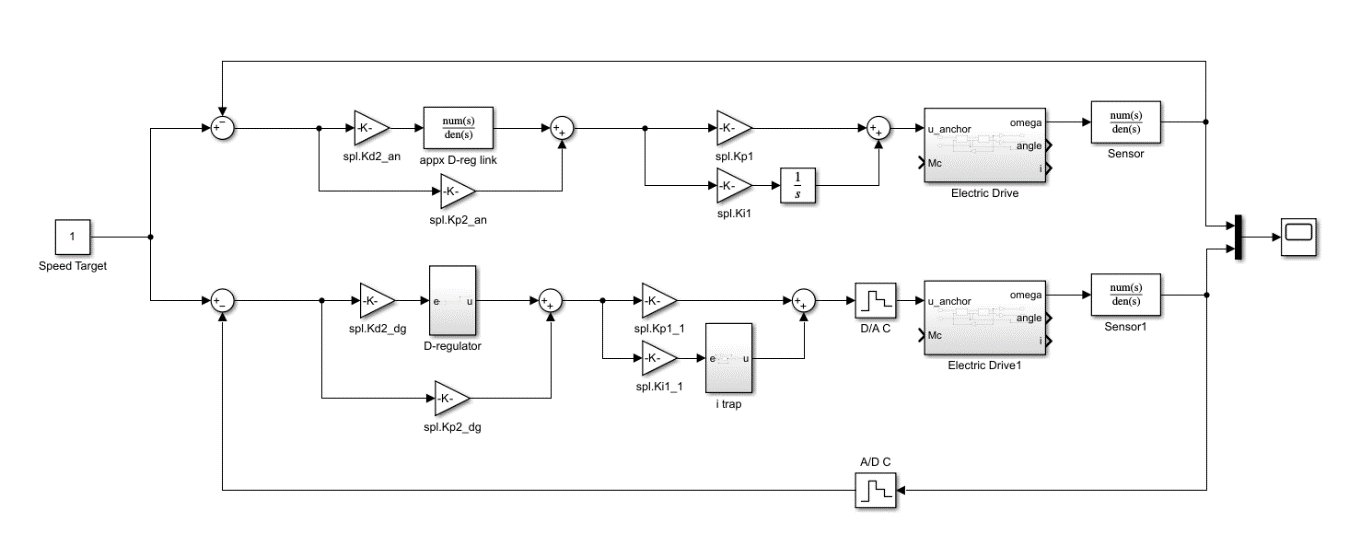 -K-
spl.Kd2_an
num(s)
den(s)
appx D-reg link
-K-
spl.Kp2_an
-K-
spl.Kp1
-K-
spl.Ki1
1
s
u_anchor
Mc
omega
angle
i
Electric Drive
num(s)
den(s)
Sensor
1
Speed Target
-K-
spl.Kd2_dg
e
u
D-regulator
-K-
spl.Kp2_dg
-K-
spl.Kp1_1
-K-
spl.Ki1_1
e
u
i trap
D/A C
u_anchor
Mc
omega
angle
i
Electric Drive1
num(s)
den(s)
Sensor1
A/D C